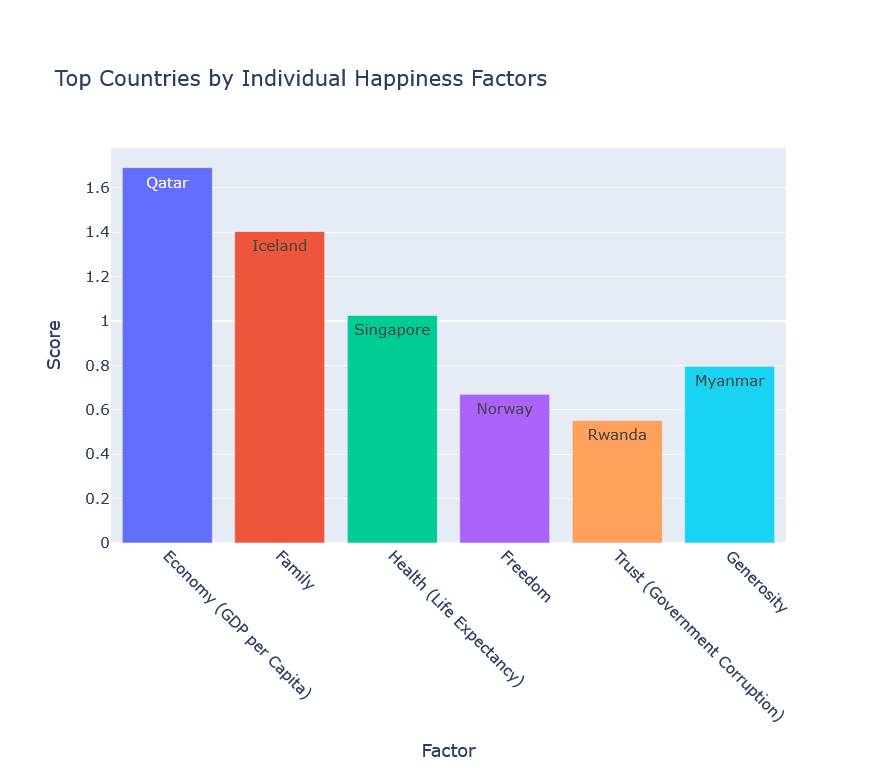 Top Countries by Individual Happiness Factors
Score
1.6
1.4
1.2
1
0.8
0.6
0.4
0.2
0
Qatar
Iceland
Singapore
Norway
Rwanda
Myanmar
Economy (GDP per Capita)
Family
Health (Life Expectancy)
Freedom
Trust (Government Corruption)
Generosity
Factor